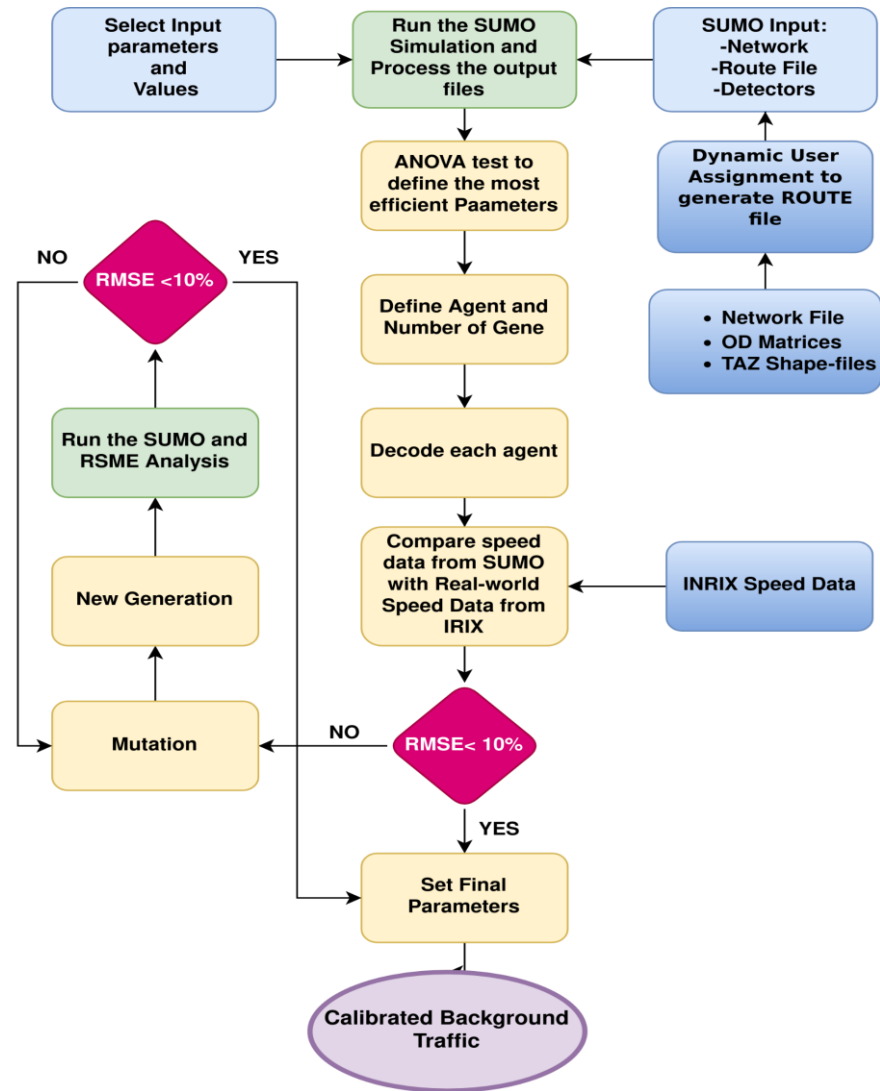 Select Input
parameters
and
Values
Run the SUMO
Simulation and
Process the output
files
SUMO Input:
-Network
-Route File
-Detectors
ANOVA test to
define the most
efficient Paameters
Dynamic User
Assignment to
generate ROUTE
file
NO
YES
RMSE <10%
Define Agent and
Number of Gene
• Network File
• OD Matrices
• TAZ Shape-files
Run the SUMO and
RSME Analysis
Decode each agent
Compare speed
data from SUMO
with Real-world
Speed Data from
IRIX
INRIX Speed Data
New Generation
Mutation
NO
RMSE< 10%
YES
Set Final
Parameters
Calibrated Background
Traffic